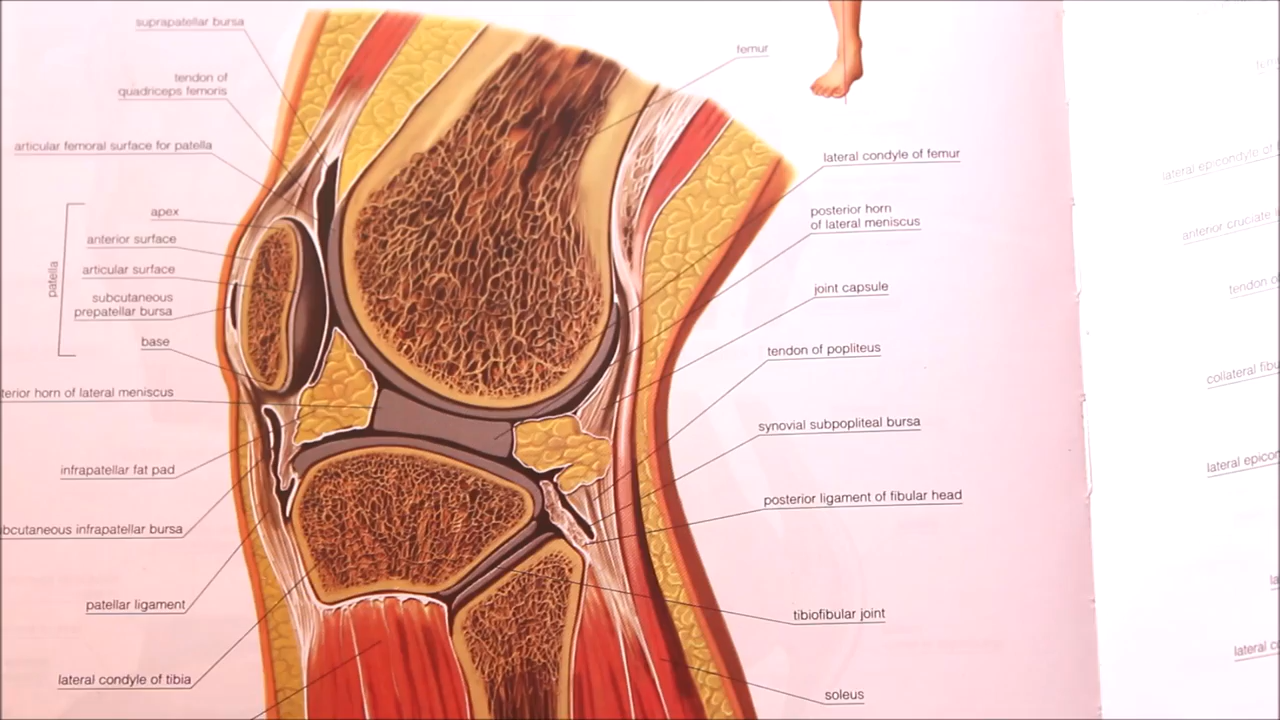 suprapatellar bursa
tendon of
quadriceps femoris
articular femoral surface for patella
patella
apex
anterior surface
articular surface
subcutaneous
prepatellar bursa
base
terior horn of lateral meniscus
infrapatellar fat pad
bcutaneous infrapatellar bursa
patellar ligament
lateral condyle of tibia
femur
lateral condyle of femur
posterior horn
of lateral meniscus
joint capsule
tendon of popliteus
synovial subpopliteal bursa
posterior ligament of fibular head
tibiofibular joint
soleus
lateral epicondyle of f
anterior cruciate
tendon o
collateral fibu
lateral epicon
lateral c